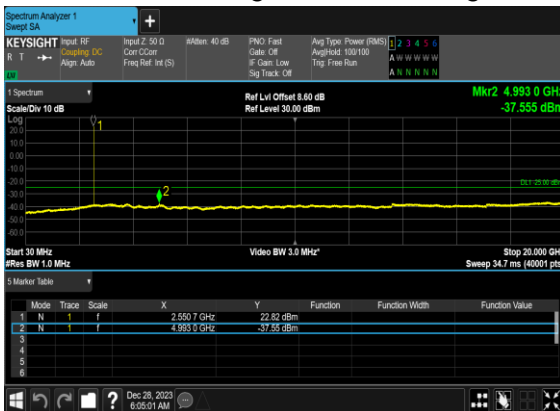 Spectrum Analyzer 1
Swept SA
+
KEYSIGHT Input: RF Input Z: 50 Ω #Atten: 40 dB PNO: Fast Avg Type: Power (RMS) 1 2 3 4 5 6
R T Coupling: DC Corr CCorr Gate: Off Avg|Hold: 100/100 A W W W W W
Align: Auto Freq Ref: Int (S) IF Gain: Low Trig: Free Run
Sig Track: Off A N N N N N
1 Spectrum Ref Lvl Offset 8.60 dB Mkr2 4.993 0 GHz
Scale/Div 10 dB Ref Level 30.00 dBm -37.555 dBm
Log
20.0
10.0
0.00
-10.0
-20.0
-30.0
-40.0
-50.0
-60.0
1
2
DL1 -25.00 dBm
Start 30 MHz Video BW 3.0 MHz* Stop 20.000 GHz
#Res BW 1.0 MHz Sweep 34.7 ms (40001 pts)
5 Marker Table
Mode Trace Scale X Y Function Function Width Function Value
1 N 1 f 2.550 7 GHz 22.82 dBm
2 N 1 f 4.993 0 GHz -37.55 dBm
3
4
5
6
? Dec 28, 2023
6:05:01 AM